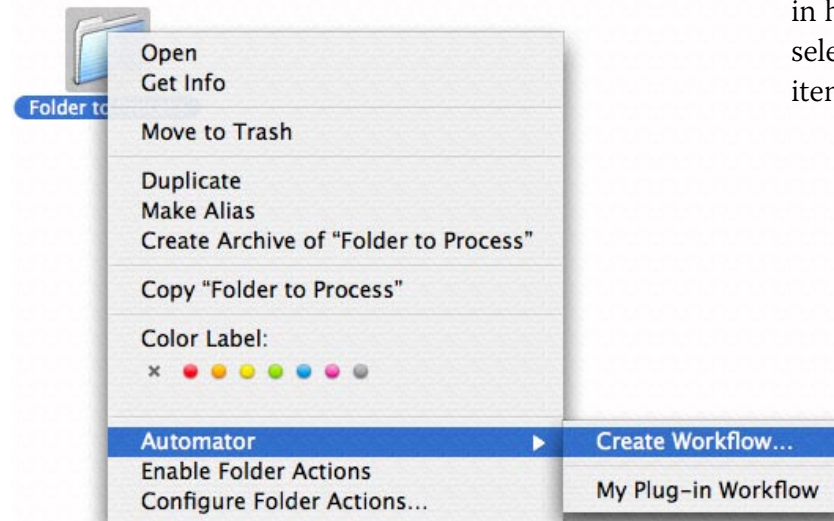 Folder to
Open
Get Info
Move to Trash
Duplicate
Make Alias
Create Archive of “Folder to Process”
Copy “Folder to Process”
Color Label:
Automator
Enable Folder Actions
Configure Folder Actions...
Create Workflow...
My Plug-in Workflow
in